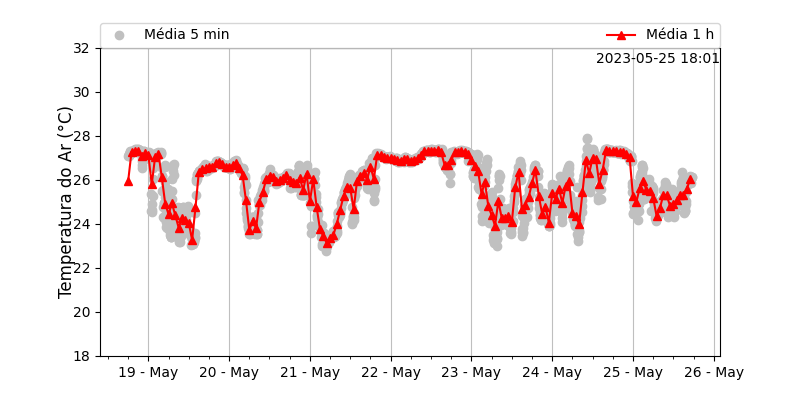 Média 5 min
Média 1 h
2023-05-25 18:01
Temperatura do Ar (°C)
32
30
28
26
24
22
20
18
19 - May
20 - May
21 - May
22 - May
23 - May
24 - May
25 - May
26 - May